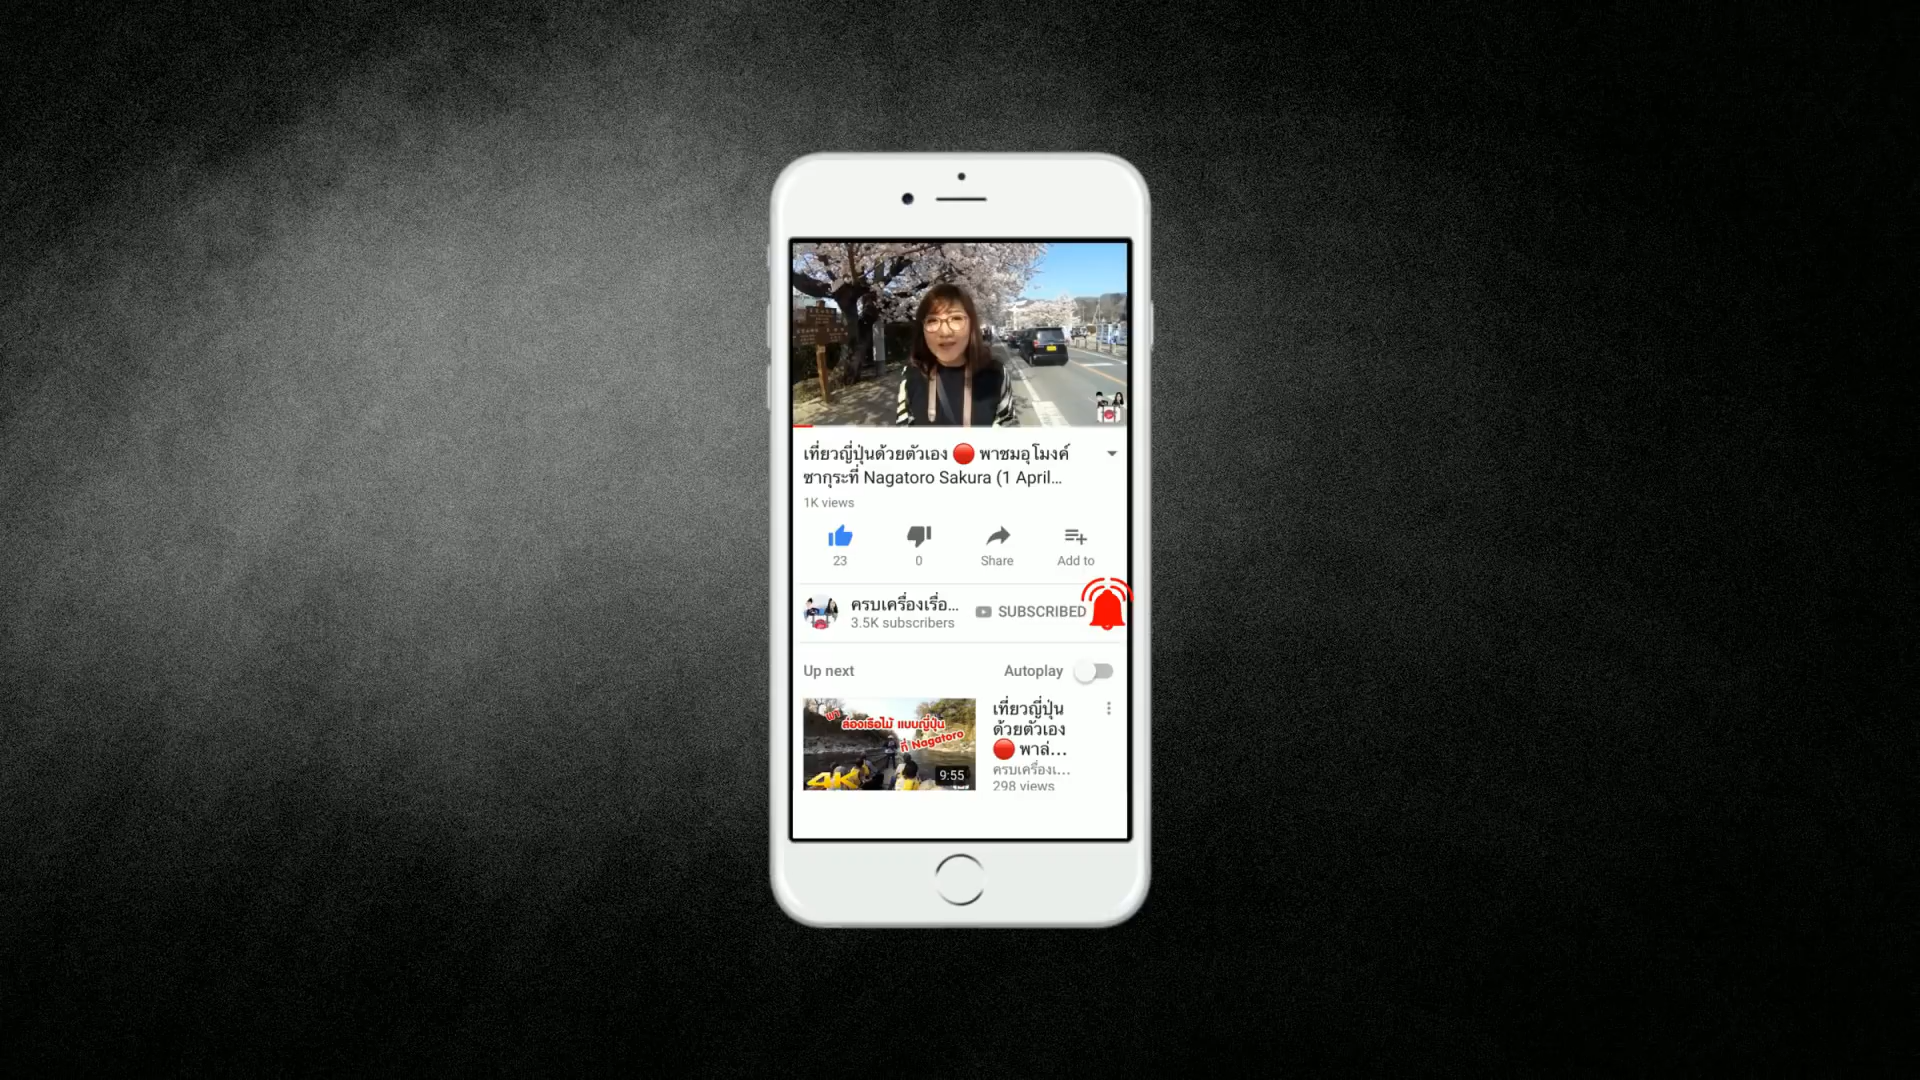 เที่ยวญี่ปุ่นด้วยตัวเอง 🔴 พาชมอุโมงค์
ซากุระที่ Nagatoro Sakura (1 April...
1K views
23
0
Share
Add to
ครบเครื่องเรื่อ...
3.5K subscribers
SUBSCRIBED
Up next
Autoplay
พา
ล่องเรือไม้ แบบญี่ปุ่น
ที่ Nagatoro
4K
9:55
เที่ยวญี่ปุ่น
ด้วยตัวเอง
🔴 พาล่...
ครบเครื่องเ...
298 views